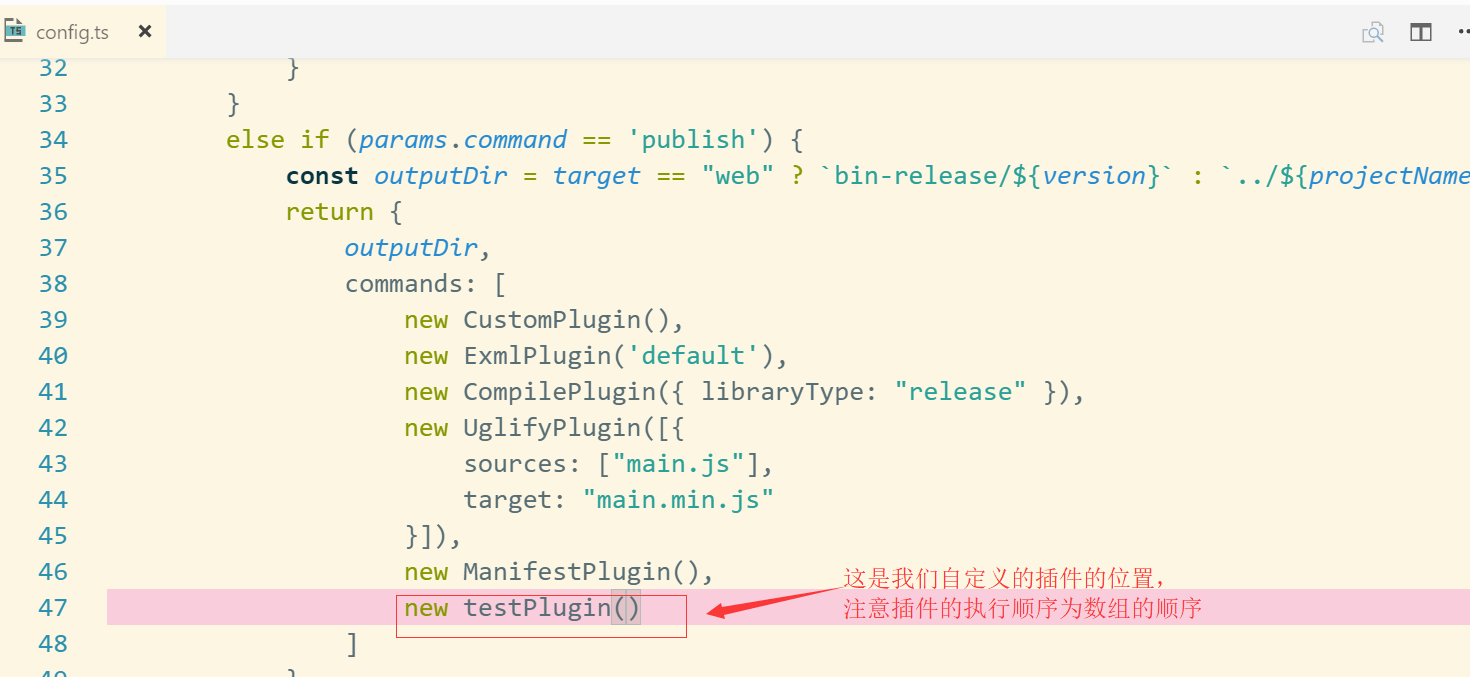 TS config.ts ×
32 }
33 }
34 else if (params.command == 'publish') {
35 const outputDir = target == "web" ? `bin-release/${version}` : `../${projectName
36 return {
37 outputDir,
38 commands: [
39 new CustomPlugin(),
40 new ExmlPlugin('default'),
41 new CompilePlugin({ libraryType: "release" }),
42 new UglifyPlugin([{
43 sources: ["main.js"],
44 target: "main.min.js"
45 }]),
46 new ManifestPlugin(),
这是我们自定义的插件的位置,
47 new testPlugin()
注意插件的执行顺序为数组的顺序
48 ]
49 }